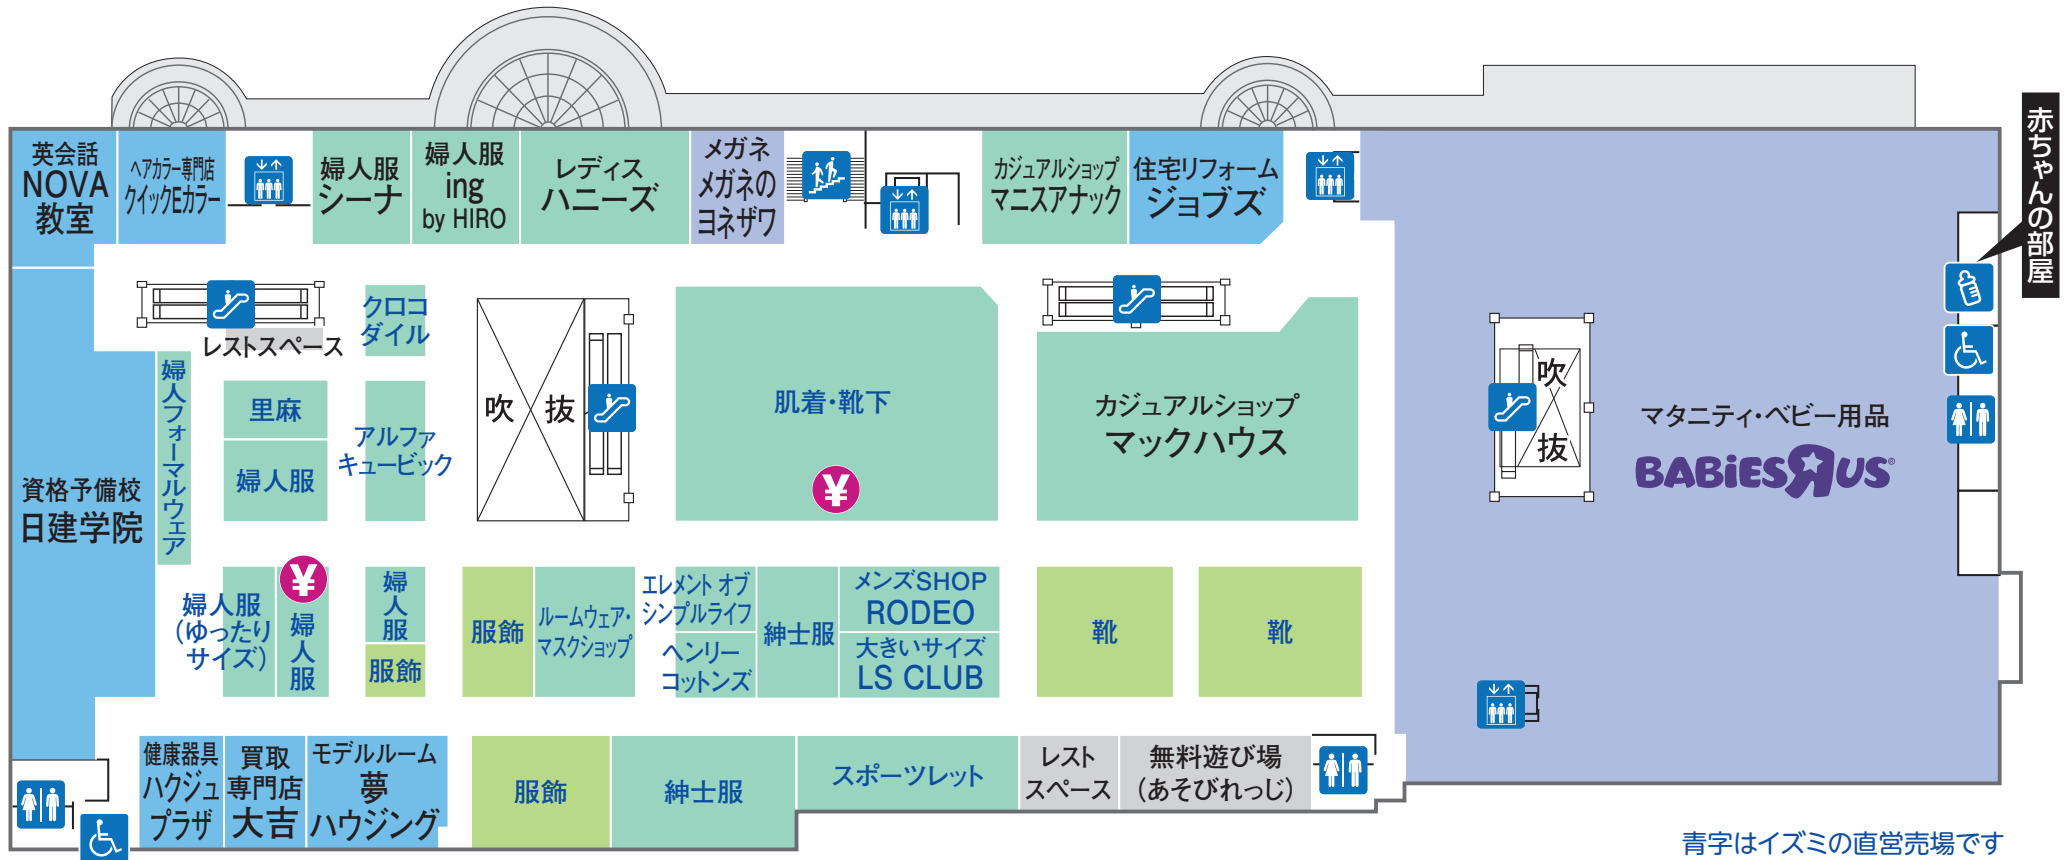 英会話
NOVA
教室
ヘアカラー専門店
クイックEカラー
婦人服
シーナ
婦人服
ing
by HIRO
レディス
ハニーズ
メガネ
メガネの
ヨネザワ
カジュアルショップ
マニスアナック
住宅リフォーム
ジョブズ
赤ちゃんの部屋
レストスペース
クロコ
ダイル
婦人フォーマルウェア
里麻
婦人服
アルファ
キュービック
吹 抜
肌着・靴下
¥
カジュアルショップ
マックハウス
吹
抜
マタニティ・ベビー用品
BABIES R US®
資格予備校
日建学院
婦人服
(ゆったり
サイズ)
¥
婦人服
婦人服
服飾
服飾
ルームウェア・
マスクショップ
エレメント オブ
シンプルライフ
ヘンリー
コットンズ
紳士服
メンズSHOP
RODEO
大きいサイズ
LS CLUB
靴
靴
健康器具
ハクジュ
プラザ
買取
専門店
大吉
モデルルーム
夢
ハウジング
服飾
紳士服
スポーツレット
レスト
スペース
無料遊び場
(あそびれっじ)
青字はイズミの直営売場です